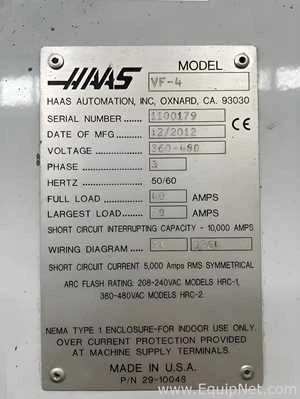 MODEL
HAAS VF-4
HAAS AUTOMATION, INC, OXNARD, CA. 93030
SERIAL NUMBER ........ 1100179
DATE OF MFG ............ 12/2012
VOLTAGE .................... 360-480
PHASE ........................ 3
HERTZ 50/60
FULL LOAD ................ AMPS
LARGEST LOAD ........ AMPS
SHORT CIRCUIT INTERRUPTING CAPACITY - 10,000 AMPS
WIRING DIAGRAM ....
SHORT CIRCUIT CURRENT 5,000 Amps RMS SYMMETRICAL
ARC FLASH RATING: 208-240VAC MODELS HRC-1,
360-480VAC MODELS HRC-2.
NEMA TYPE 1 ENCLOSURE-FOR INDOOR USE ONLY.
OVER CURRENT PROTECTION PROVIDED
AT MACHINE SUPPLY TERMINALS.
MADE IN U.S.A.
P/N 29-10046
CE
EquipNet.com